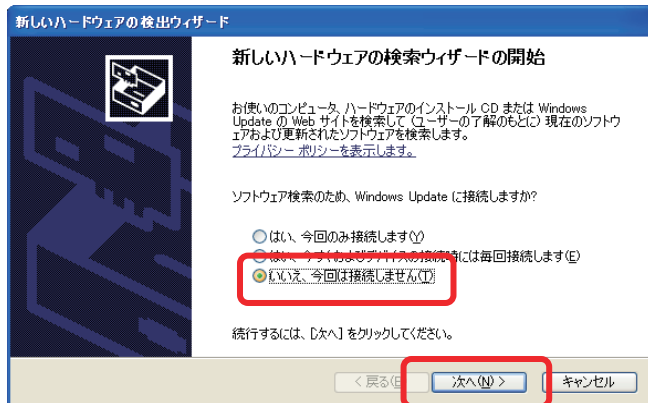 新しいハードウェアの検出ウィザード
新しいハードウェアの検索ウィザードの開始
お使いのコンピュータ、ハードウェアのインストール CD または Windows
Update の Web サイトを検索して (ユーザーの了解のもとに) 現在のソフトウ
ェアおよび更新されたソフトウェアを検索します。
プライバシー ポリシーを表示します。
ソフトウェア検索のため、Windows Update に接続しますか?
はい、今回のみ接続します(Y)
はい、今すぐおよびデバイスの接続時には毎回接続します(E)
いいえ、今回は接続しません(T)
続行するには、[次へ] をクリックしてください。
< 戻る(B
次へ(N) >
キャンセル